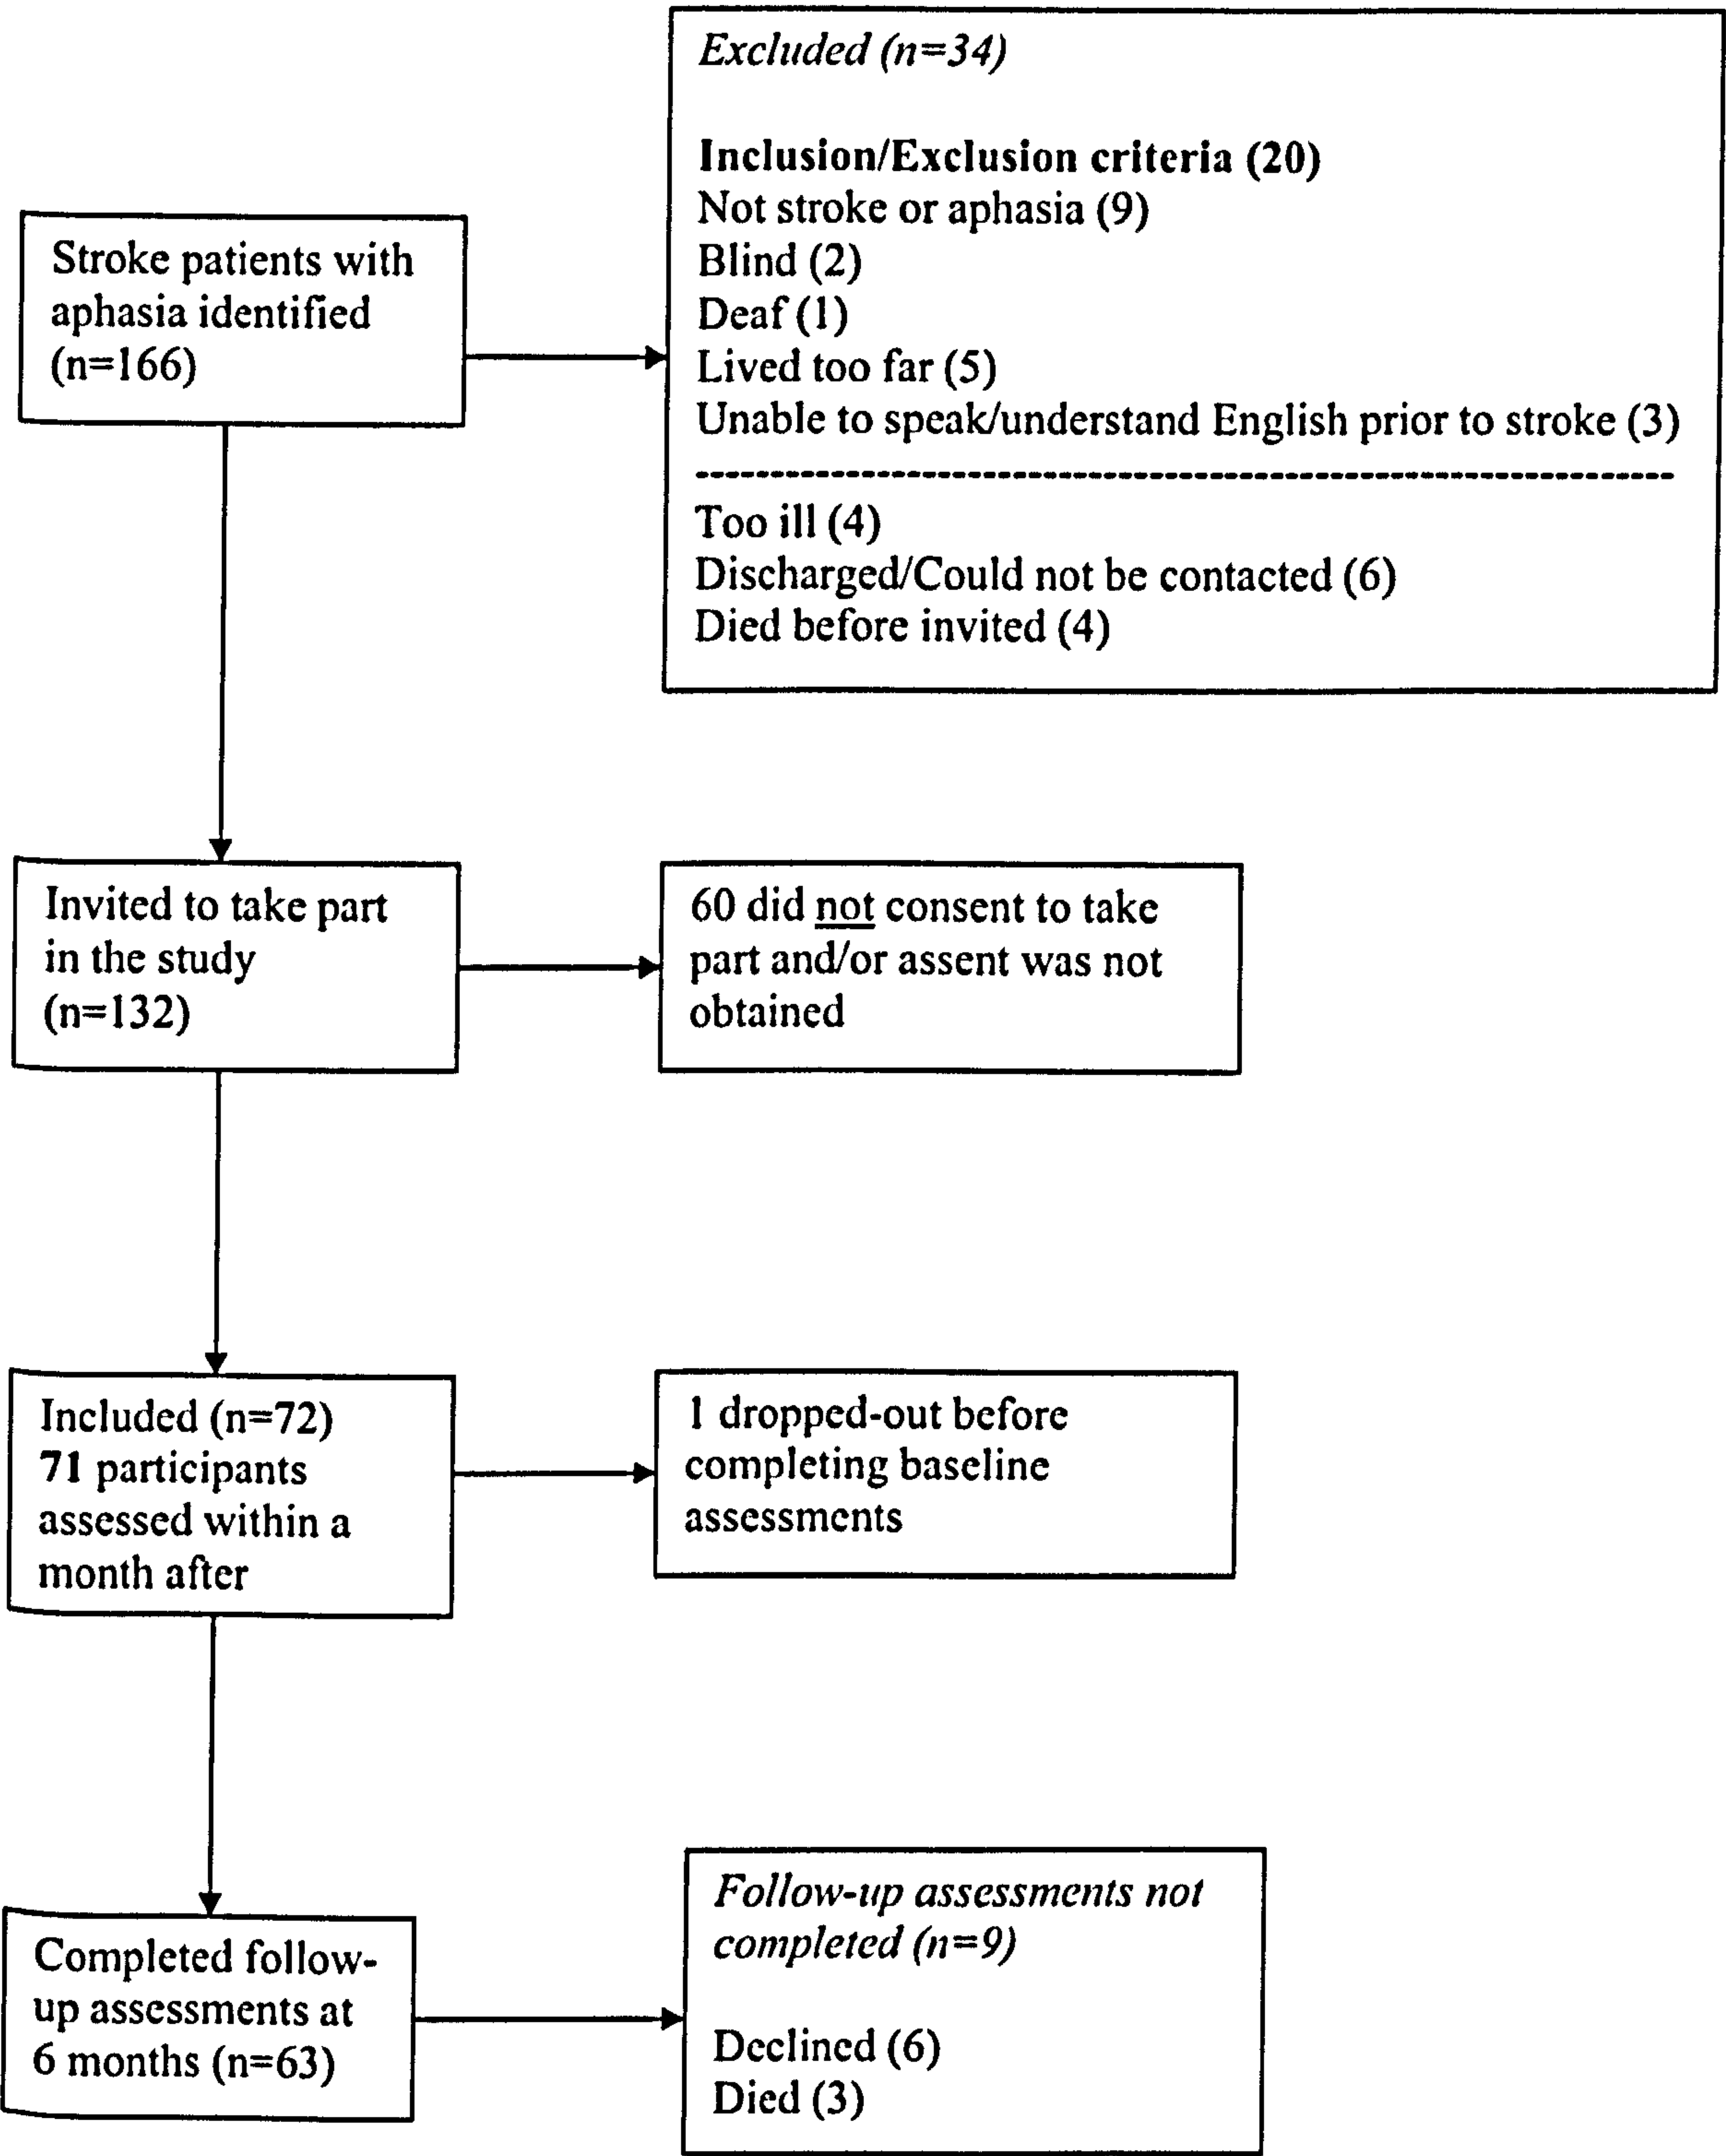 Excluded (n=34)
Inclusion/Exclusion criteria (20)
Not stroke or aphasia (9)
Blind (2)
Deaf (1)
Lived too far (5)
Unable to speak/understand English prior to stroke (3)
Too ill (4)
Discharged/Could not be contacted (6)
Died before invited (4)
Stroke patients with
aphasia identified
(n=166)
Invited to take part
in the study
(n=132)
60 did not consent to take
part and/or assent was not
obtained
Included (n=72)
71 participants
assessed within a
month after
1 dropped-out before
completing baseline
assessments
Completed follow-
up assessments at
6 months (n=63)
Follow-up assessments not
completed (n=9)
Declined (6)
Died (3)